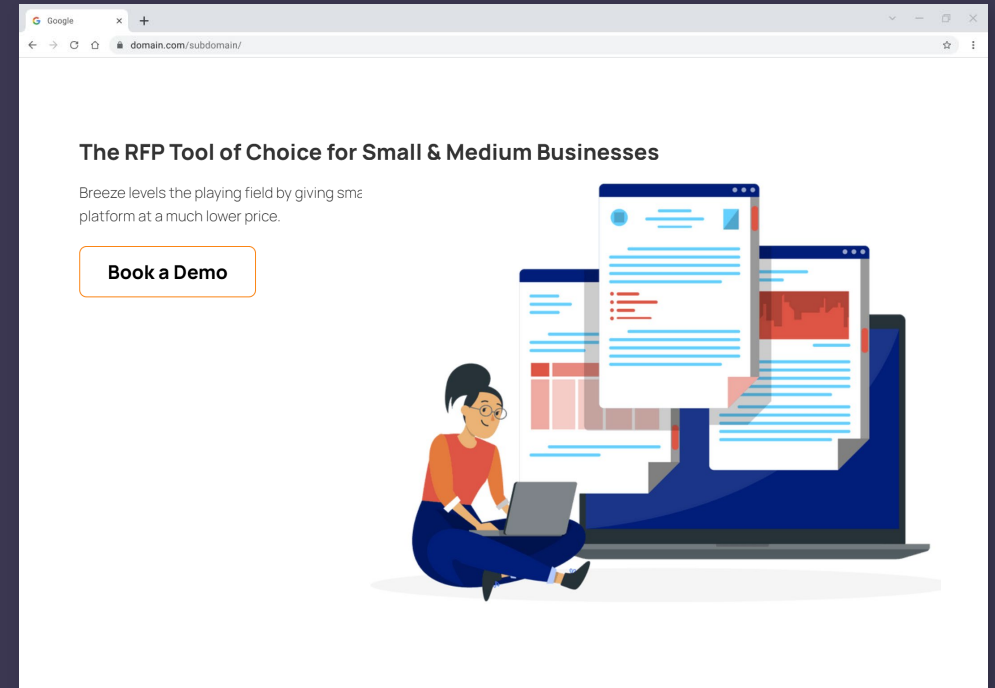 Google
domain.com/subdomain/
The RFP Tool of Choice for Small & Medium Businesses
Breeze levels the playing field by giving
platform at a much lower price.
Book a Demo